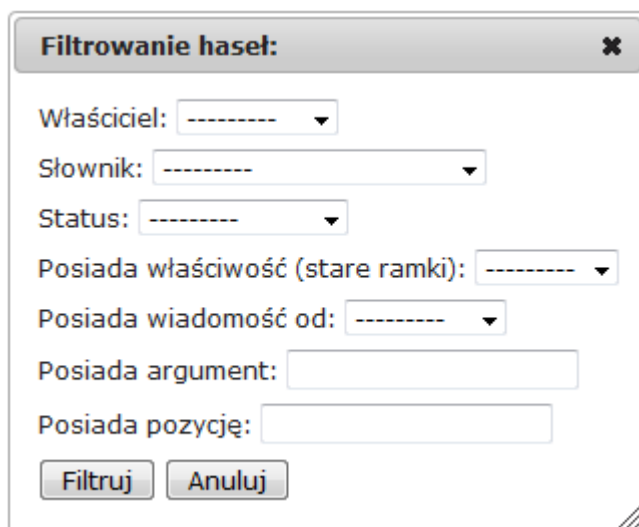 Filtrowanie haseł: ✖
Właściciel: ---------
Słownik: ---------
Status: ---------
Posiada właściwość (stare ramki): ---------
Posiada wiadomość od: ---------
Posiada argument:
Posiada pozycję:
Filtruj Anuluj